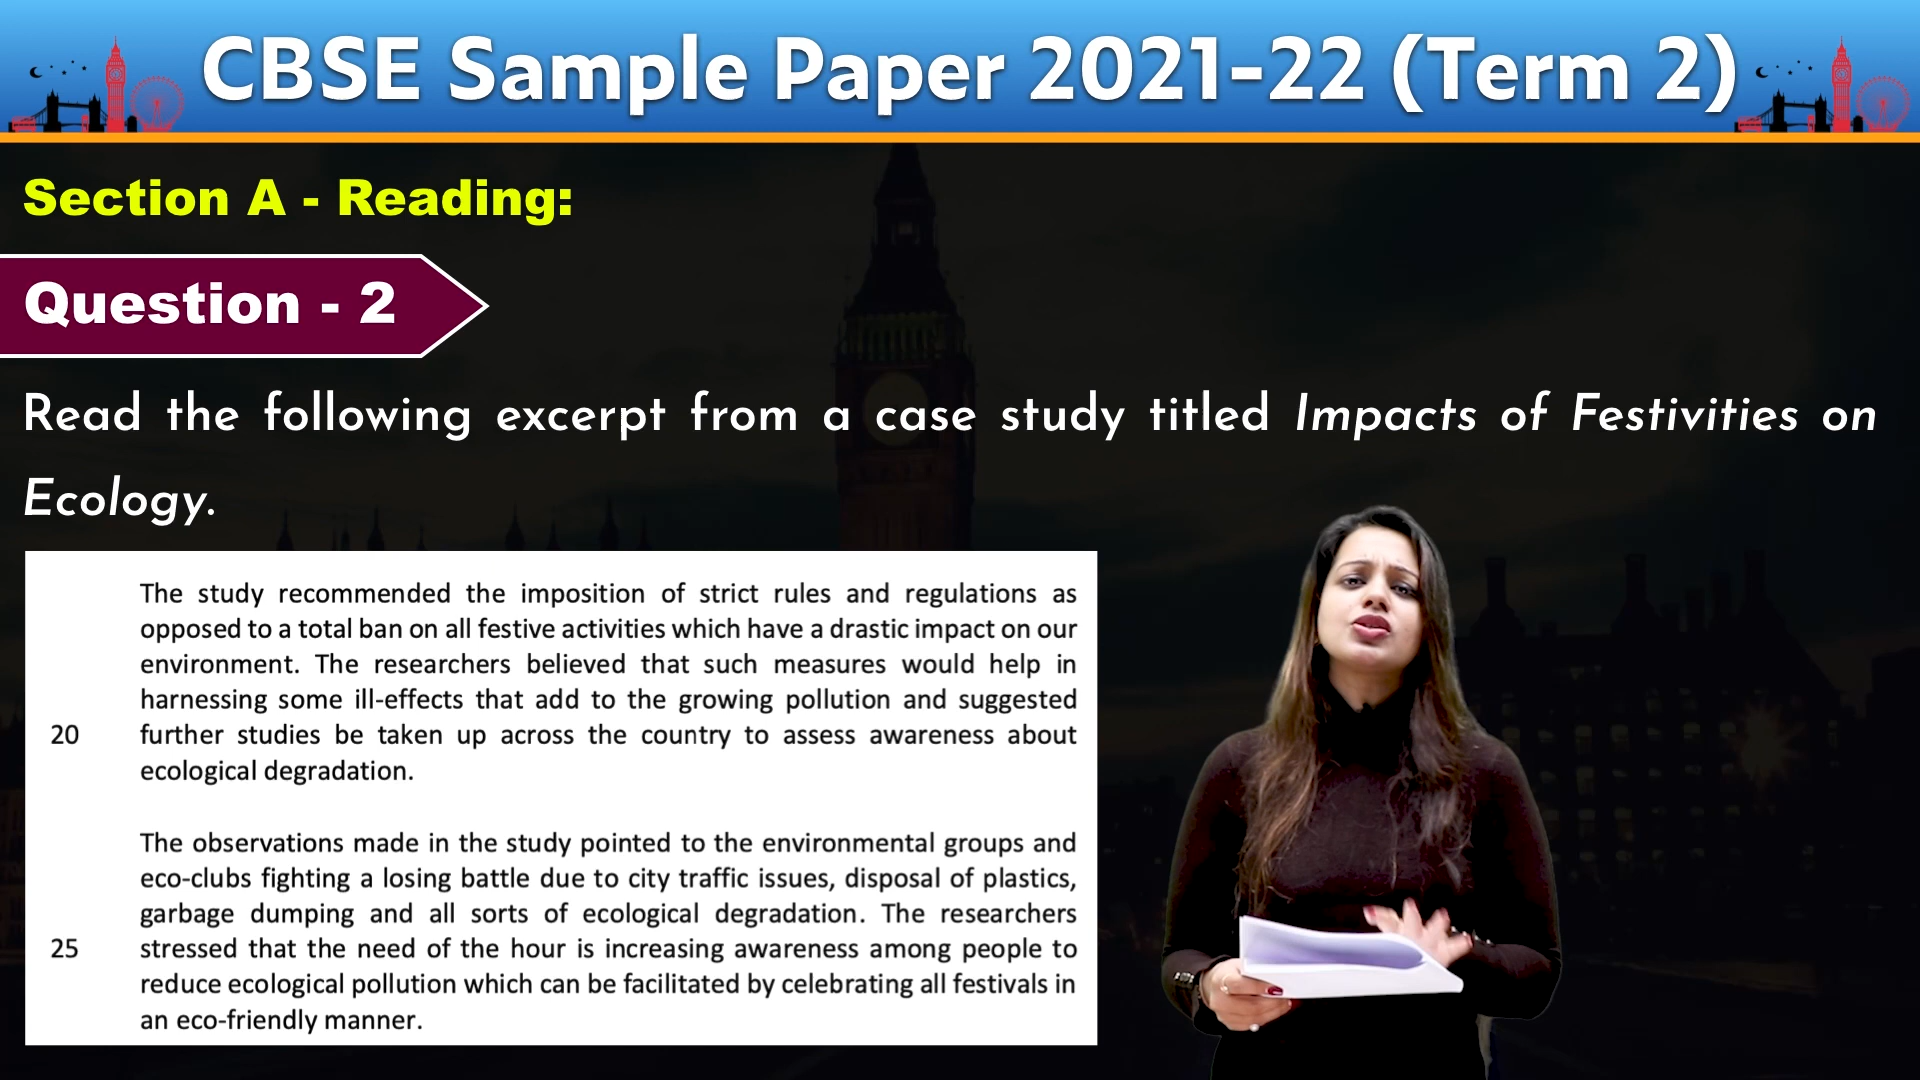 CBSE Sample Paper 2021-22 (Term 2)
Section A - Reading:
Question - 2
Read the following excerpt from a case study titled Impacts of Festivities on
Ecology.
The study recommended the imposition of strict rules and regulations as
opposed to a total ban on all festive activities which have a drastic impact on our
environment. The researchers believed that such measures would help in
harnessing some ill-effects that add to the growing pollution and suggested
20 further studies be taken up across the country to assess awareness about
ecological degradation.
The observations made in the study pointed to the environmental groups and
eco-clubs fighting a losing battle due to city traffic issues, disposal of plastics,
garbage dumping and all sorts of ecological degradation. The researchers
25 stressed that the need of the hour is increasing awareness among people to
reduce ecological pollution which can be facilitated by celebrating all festivals in
an eco-friendly manner.